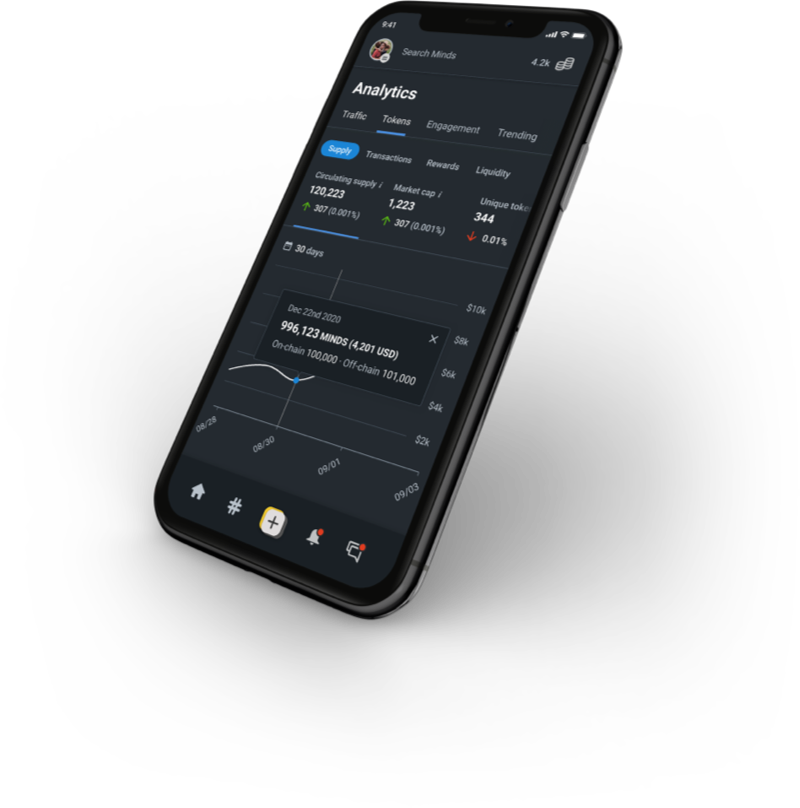 9:41
Search Minds
4.2k
Analytics
Traffic Tokens Engagement Trending
Supply Transactions Rewards Liquidity
Circulating supply i Market cap i Unique toke
120,223 1,223 344
307 (0.001%) 307 (0.001%) 0.01%
30 days
$10k
Dec 22nd 2020
996,123 MINDS (4,201 USD)
On-chain 100,000 · Off-chain 101,000
$8k
$6k
$4k
$2k
08/28 08/30 09/01 09/03